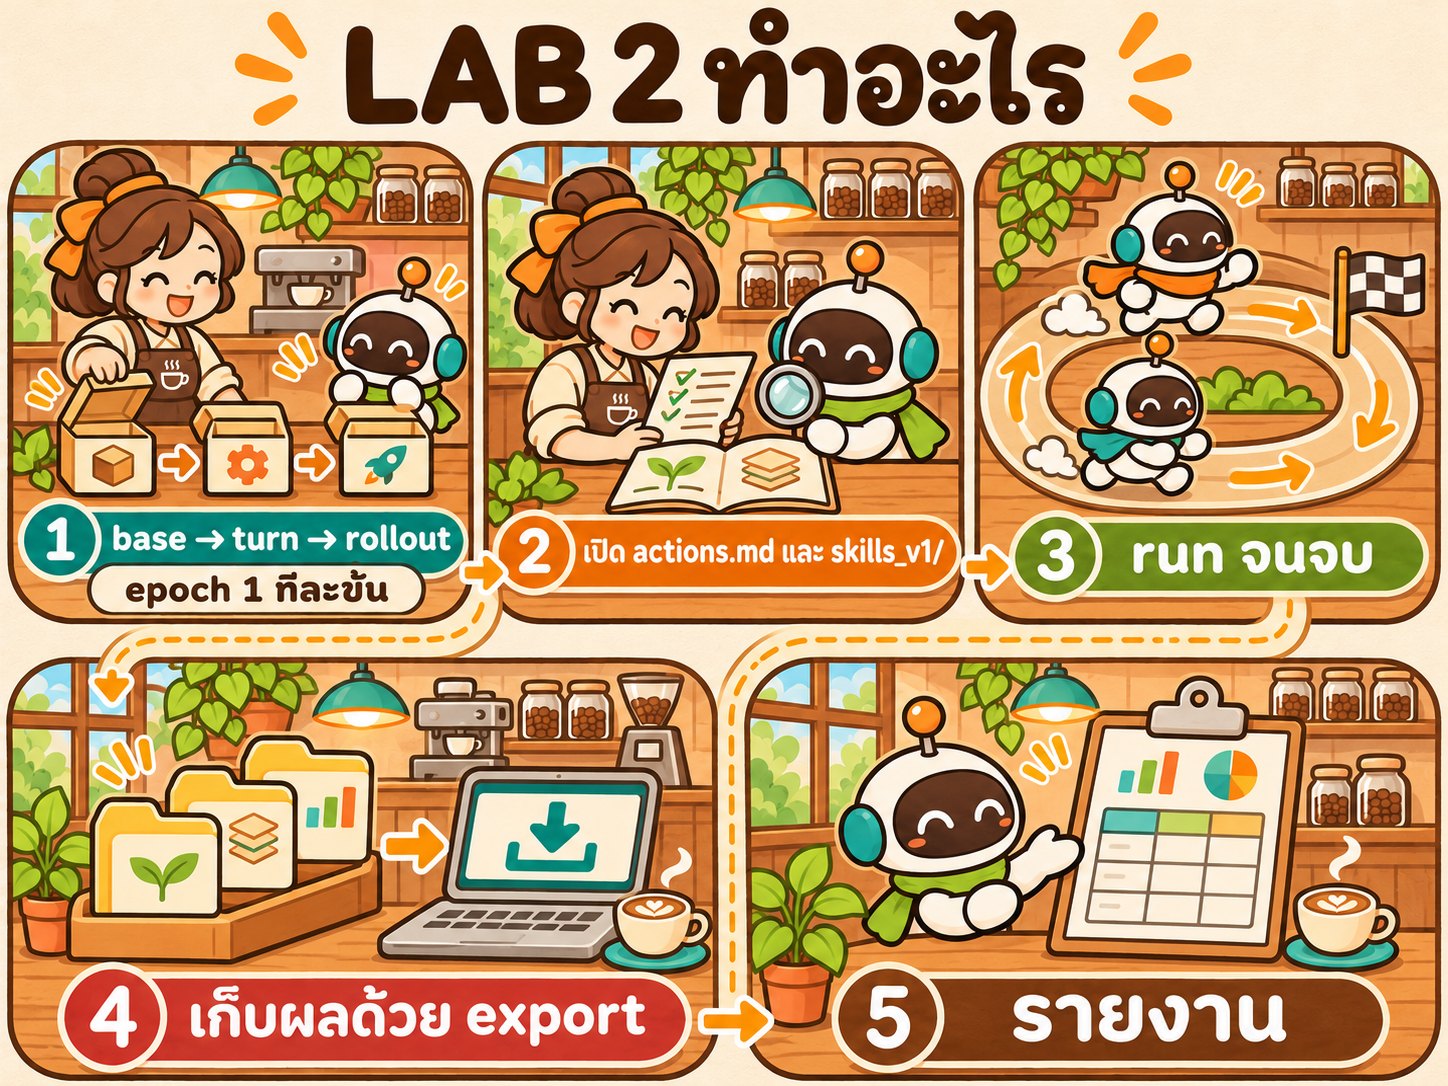 LAB 2 ทำอะไร
1 base → turn → rollout
epoch 1 ทีละขั้น
2 เปิด actions.md และ skills_v1/
3 run จนจบ
4 เก็บผลด้วย export
5 รายงาน